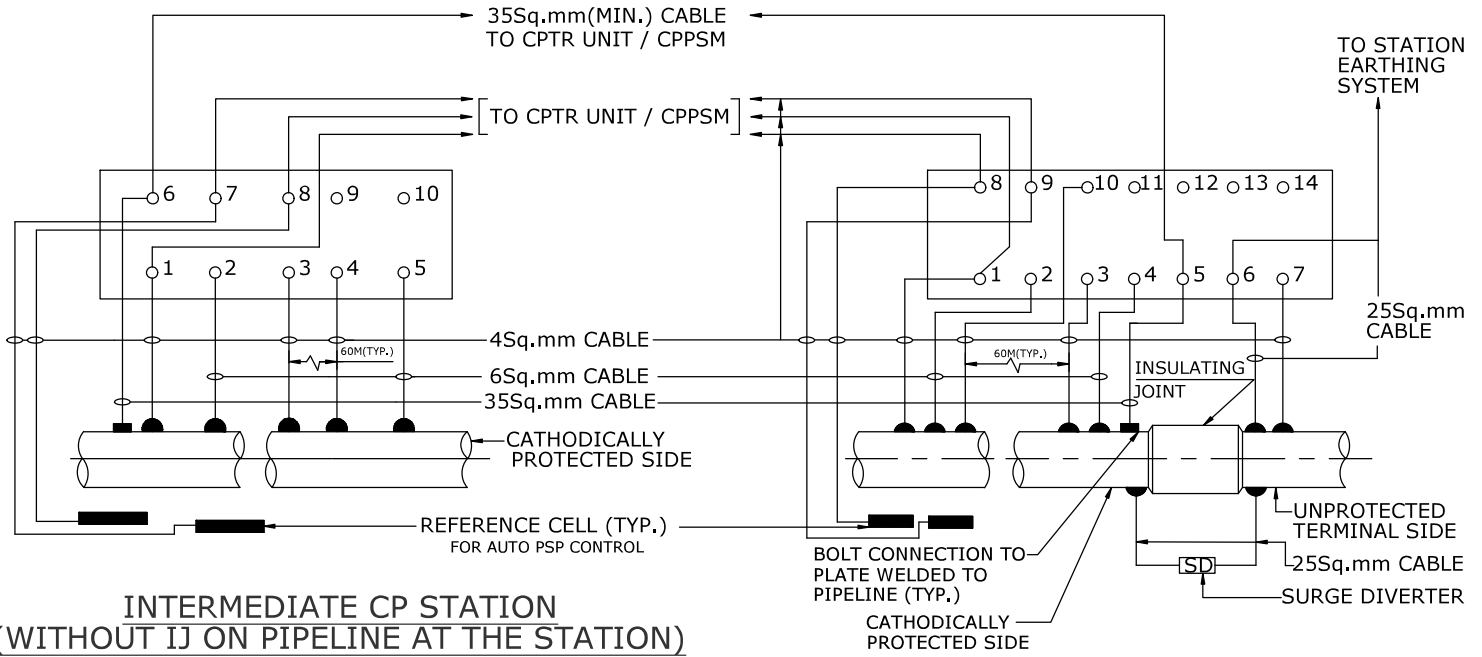 35Sq.mm(MIN.) CABLE
TO CPTR UNIT / CPPSM
TO STATION
EARTHING
SYSTEM
TO CPTR UNIT / CPPSM
6 7 8 9 10
8 9 10 11 12 13 14
1 2 3 4 5
1 2 3 4 5 6 7
25Sq.mm
CABLE
4Sq.mm CABLE
60M(TYP.)
60M(TYP.)
6Sq.mm CABLE
INSULATING
JOINT
35Sq.mm CABLE
CATHODICALLY
PROTECTED SIDE
REFERENCE CELL (TYP.)
FOR AUTO PSP CONTROL
UNPROTECTED
TERMINAL SIDE
BOLT CONNECTION TO
PLATE WELDED TO
PIPELINE (TYP.)
SD
25Sq.mm CABLE
SURGE DIVERTER
CATHODICALLY
PROTECTED SIDE
INTERMEDIATE CP STATION
(WITHOUT IJ ON PIPELINE AT THE STATION)